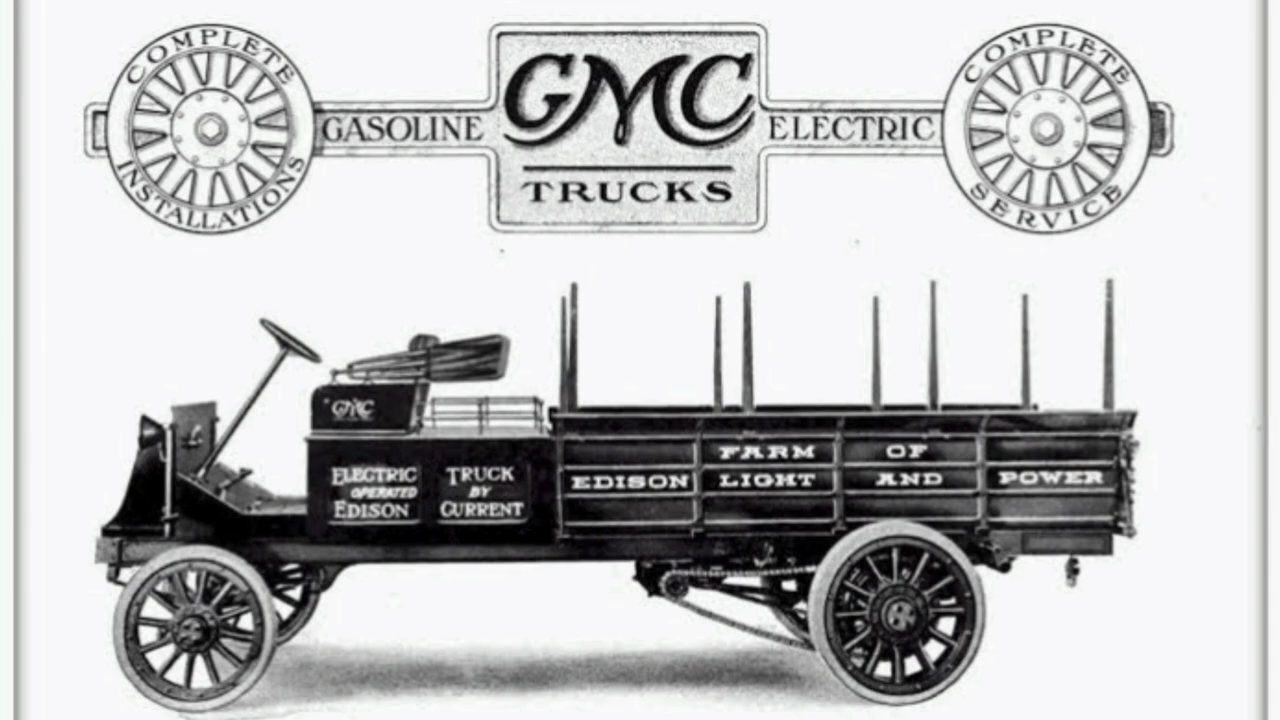 COMPLETE INSTALLATIONS
GASOLINE
GMC
TRUCKS
ELECTRIC
COMPLETE SERVICE
GMC
ELECTRIC TRUCK
OPERATED BY
EDISON CURRENT
FARM OF
EDISON LIGHT AND POWER